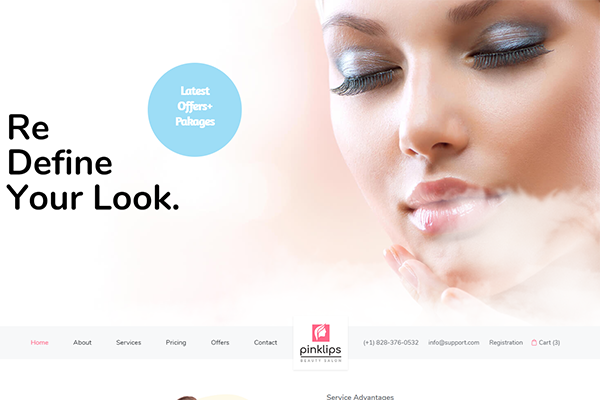 Latest
Offers+
Pakages
Re
Define
Your Look.
Home About Services Pricing Offers Contact
pinklips
BEAUTY SALON
(+1) 828-376-0532 info@support.com Registration Cart (3)
Service Advantages